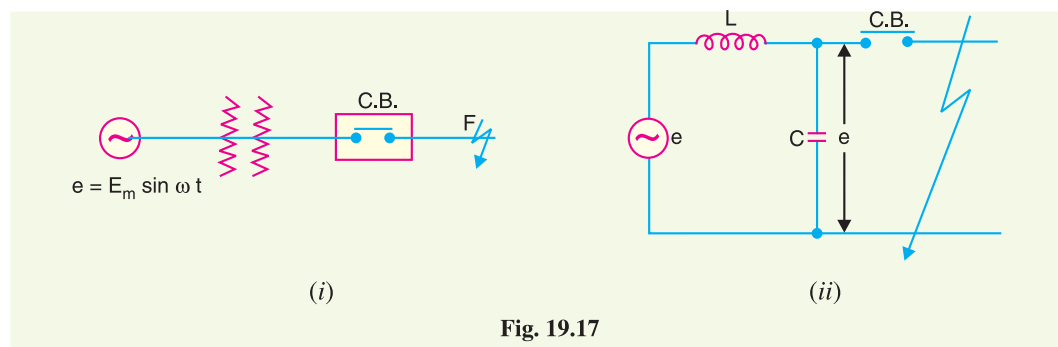 C.B.
F
e = Eₘ sin ω t
(i)
L
C.B.
e
C
e
(ii)
Fig. 19.17